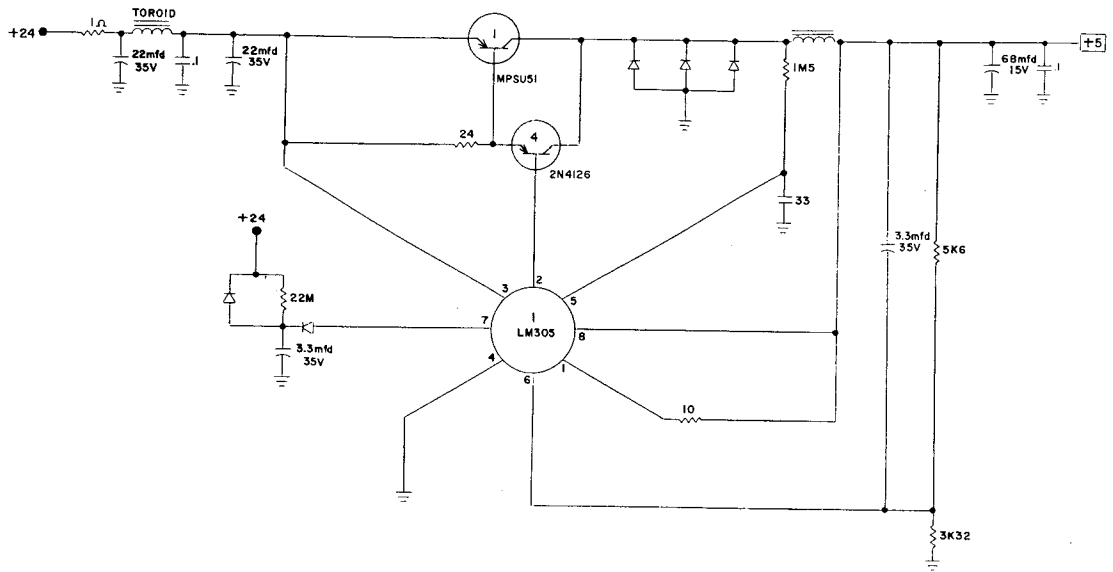 +24
1Ω
TOROID
22mfd
35V
.1
22mfd
35V
1
MPSU51
1M5
68mfd
15V
.1
+5
24
4
2N4126
33
+24
3.3mfd
35V
5K6
22M
3
2
5
7
1
LM305
8
3.3mfd
35V
4
6
1
10
3K32